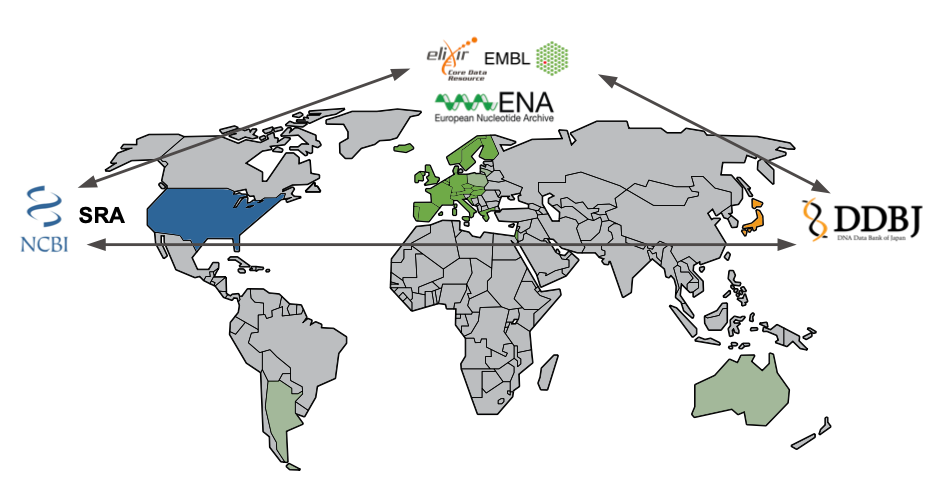 elixir
Core Data
Resource
EMBL
ENA
European Nucleotide Archive
NCBI
SRA
DDBJ
DNA Data Bank of Japan